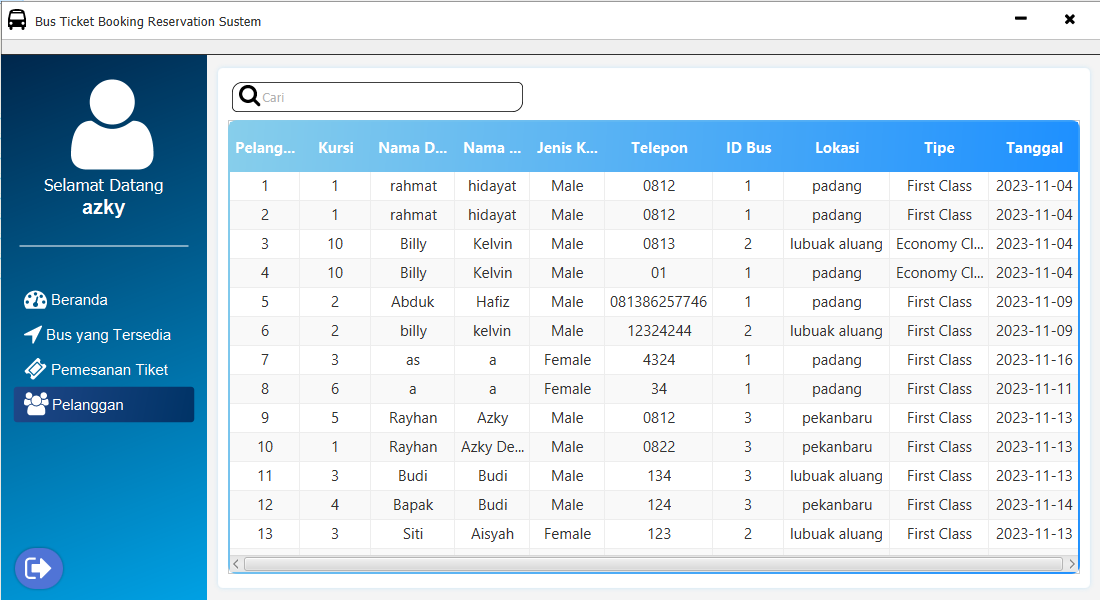 Bus Ticket Booking Reservation Sustem
Selamat Datang
azky
Beranda
Bus yang Tersedia
Pemesanan Tiket
Pelanggan
Cari
Pelang... Kursi Nama D... Nama ... Jenis K... Telepon ID Bus Lokasi Tipe Tanggal
1 1 rahmat hidayat Male 0812 1 padang First Class 2023-11-04
2 1 rahmat hidayat Male 0812 1 padang First Class 2023-11-04
3 10 Billy Kelvin Male 0813 2 lubuak aluang Economy Cl... 2023-11-04
4 10 Billy Kelvin Male 01 1 padang Economy Cl... 2023-11-04
5 2 Abduk Hafiz Male 081386257746 1 padang First Class 2023-11-09
6 2 billy kelvin Male 12324244 2 lubuak aluang First Class 2023-11-09
7 3 as a Female 4324 1 padang First Class 2023-11-16
8 6 a a Female 34 1 padang First Class 2023-11-11
9 5 Rayhan Azky Male 0812 3 pekanbaru First Class 2023-11-13
10 1 Rayhan Azky De... Male 0822 3 pekanbaru First Class 2023-11-13
11 3 Budi Budi Male 134 3 lubuak aluang First Class 2023-11-13
12 4 Bapak Budi Male 124 3 pekanbaru First Class 2023-11-14
13 3 Siti Aisyah Female 123 2 lubuak aluang First Class 2023-11-13